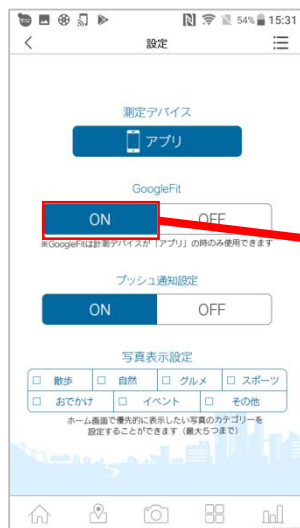 54% 15:31
設定
測定デバイス
アプリ
GoogleFit
ON OFF
※GoogleFitは計測デバイスが「アプリ」の時のみ使用できます
プッシュ通知設定
ON OFF
写真表示設定
散歩 自然 グルメ スポーツ
おでかけ イベント その他
ホーム画面で優先的に表示したい写真のカテゴリーを
設定することができます（最大5つまで）